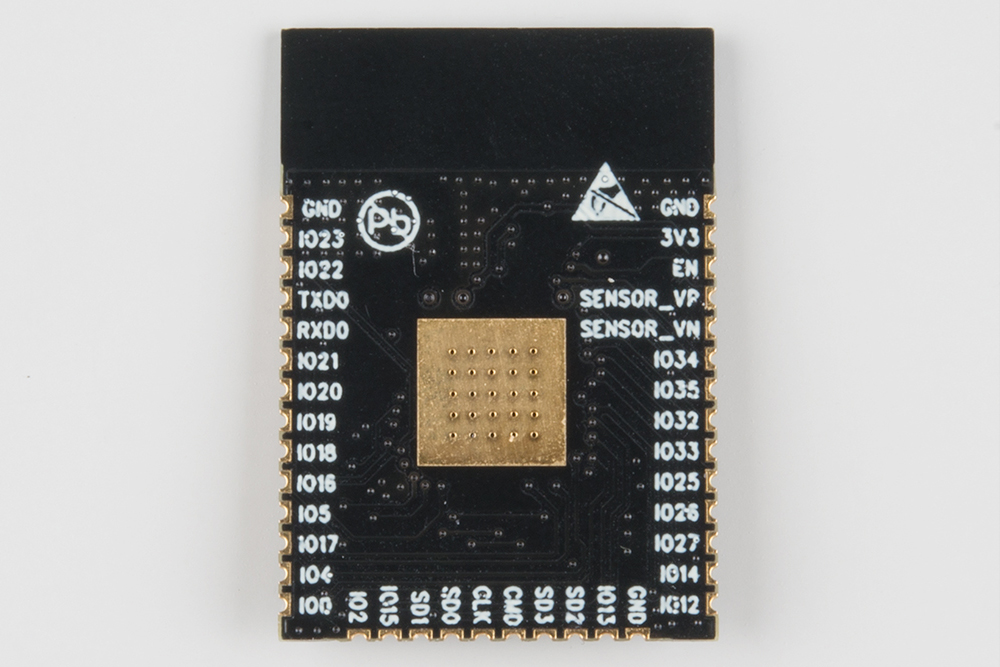 GND
IO23
IO22
TXD0
RXD0
IO21
IO20
IO19
IO18
IO16
IO5
IO17
IO4
IO0
Pb
GND
3V3
EN
SENSOR_VP
SENSOR_VN
IO34
IO35
IO32
IO33
IO25
IO26
IO27
IO14
IO12
IO2
IO15
SD1
SD0
CLK
CMD
SD3
SD2
IO13
GND